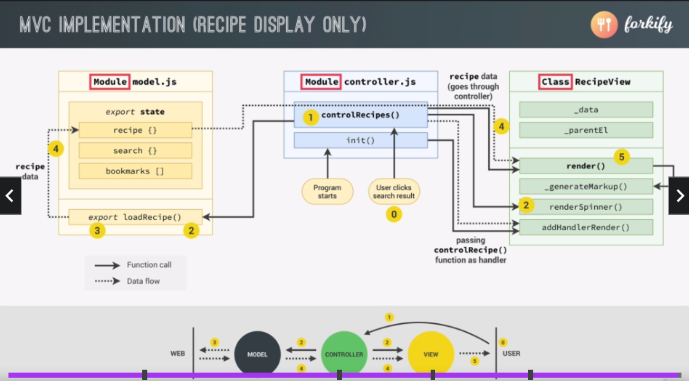 MVC IMPLEMENTATION (RECIPE DISPLAY ONLY)
forkify
Module model.js
export state
recipe {}
search {}
bookmarks []
export loadRecipe()
4
recipe
data
3
2
Function call
Data flow
Module controller.js
1
controlRecipes()
init()
Program
starts
User clicks
search result
0
recipe data
(goes through
controller)
4
passing
controlRecipe()
function as handler
Class RecipeView
_data
_parentEl
render()
5
_generateMarkup()
2
renderSpinner()
addHandlerRender()
1
WEB
3
MODEL
2
4
CONTROLLER
2
4
VIEW
5
USER